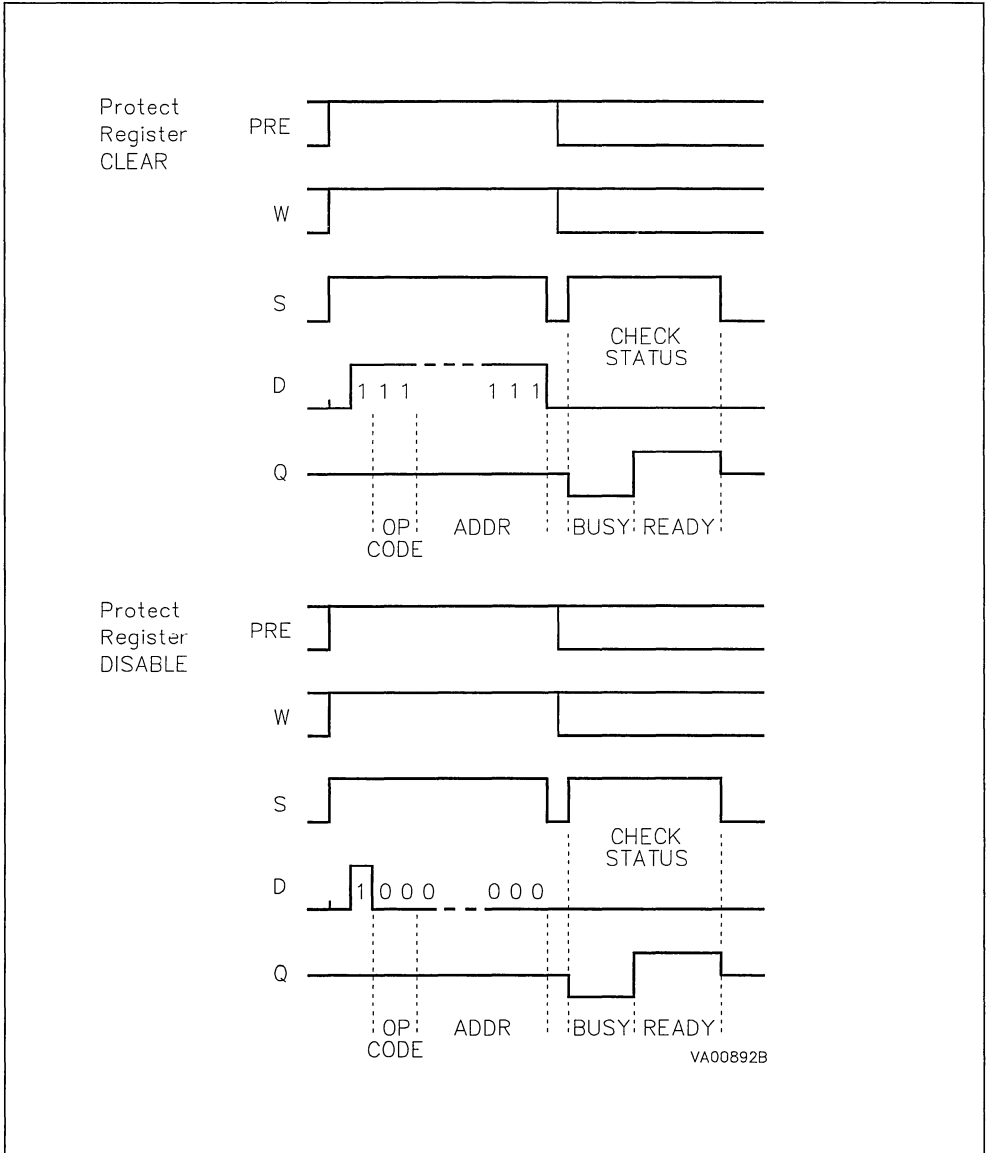 Protect
Register
CLEAR
PRE
W
S
CHECK
STATUS
D
1 1 1
1 1 1
Q
OP
CODE
ADDR
BUSY
READY
Protect
Register
DISABLE
PRE
W
S
CHECK
STATUS
D
1 0 0 0
0 0 0
Q
OP
CODE
ADDR
BUSY
READY
VA00892B